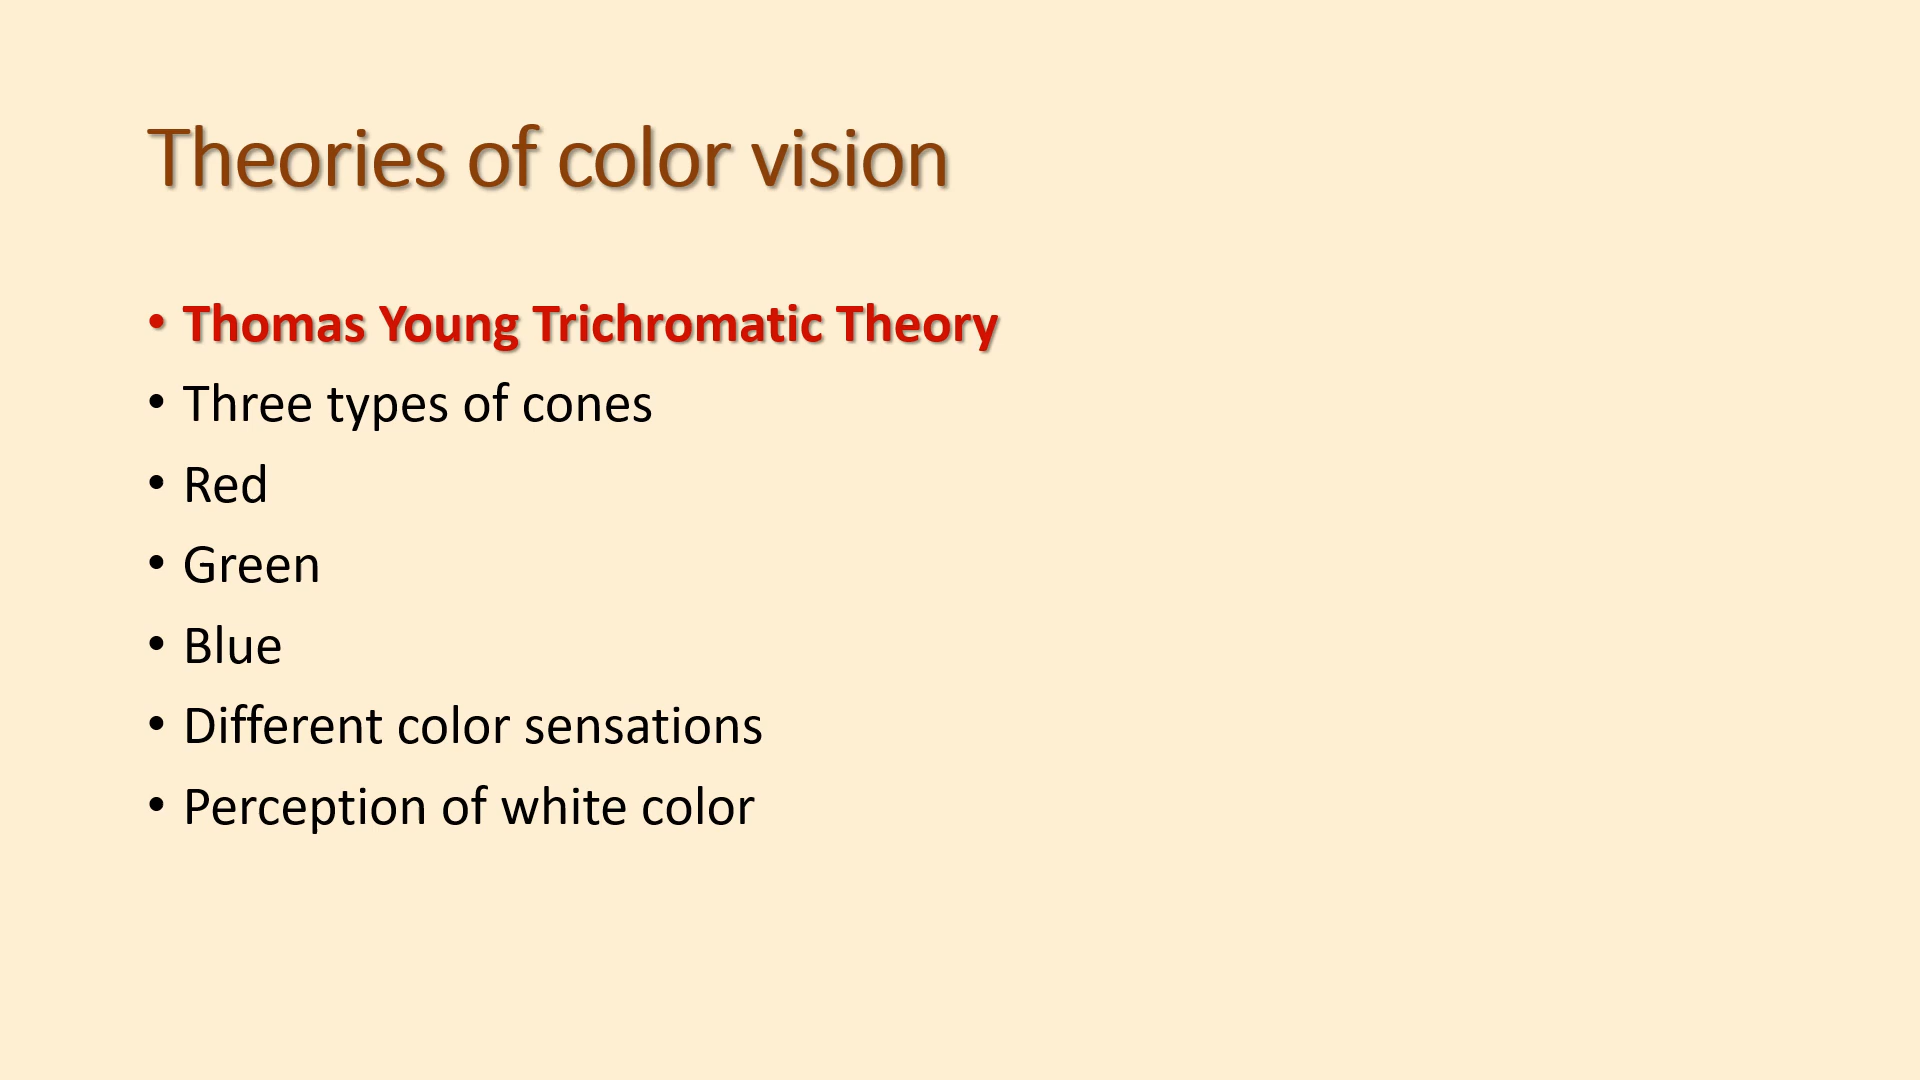 Theories of color vision
• Thomas Young Trichromatic Theory
• Three types of cones
• Red
• Green
• Blue
• Different color sensations
• Perception of white color